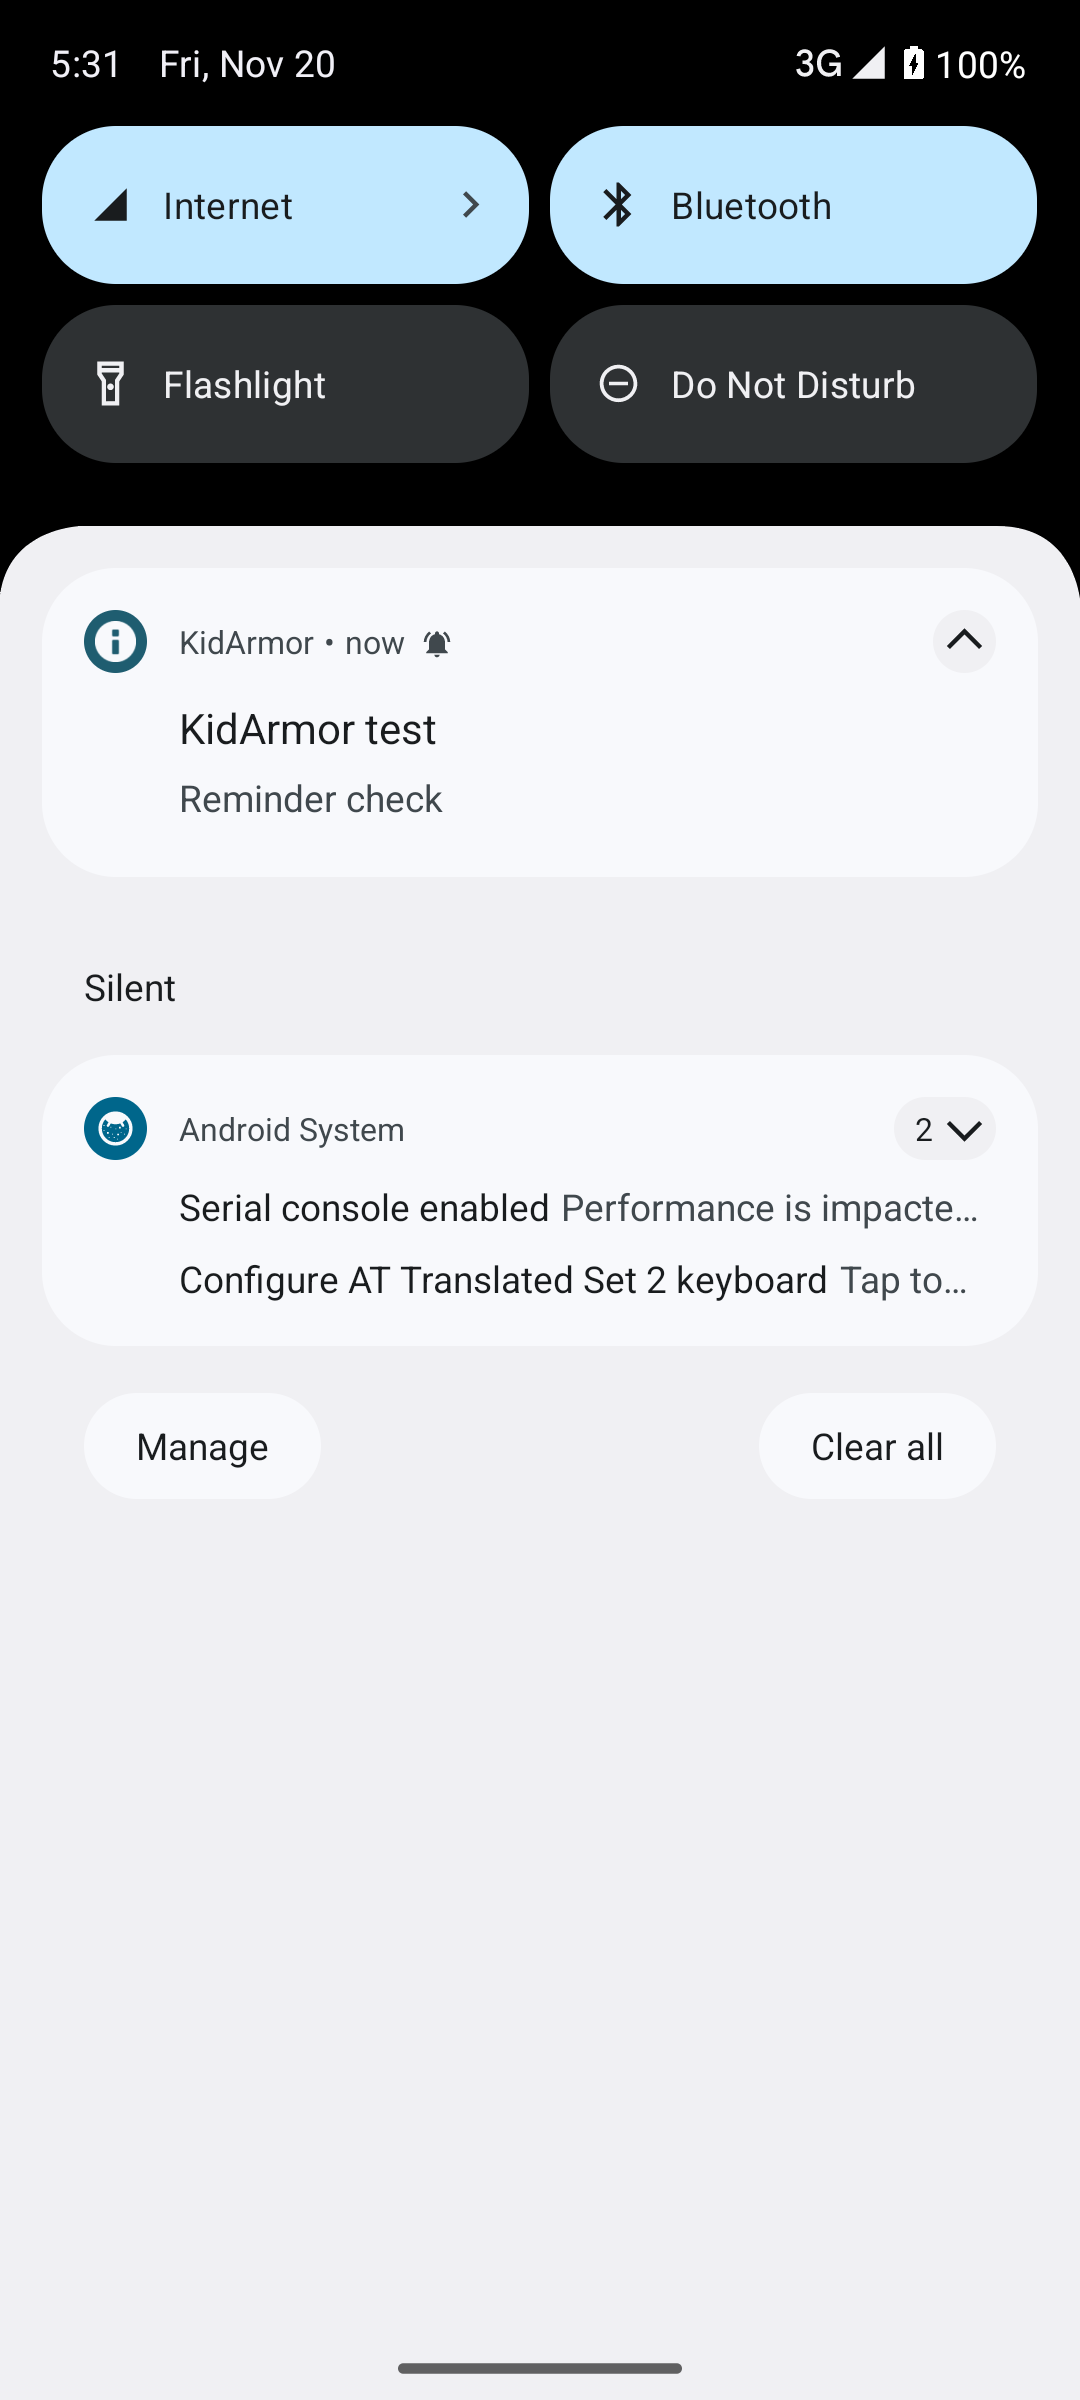 5:31 Fri, Nov 20 3G 100%
Internet Bluetooth
Flashlight Do Not Disturb
KidArmor • now
KidArmor test
Reminder check
Silent
Android System 2
Serial console enabled Performance is impacte…
Configure AT Translated Set 2 keyboard Tap to…
Manage Clear all